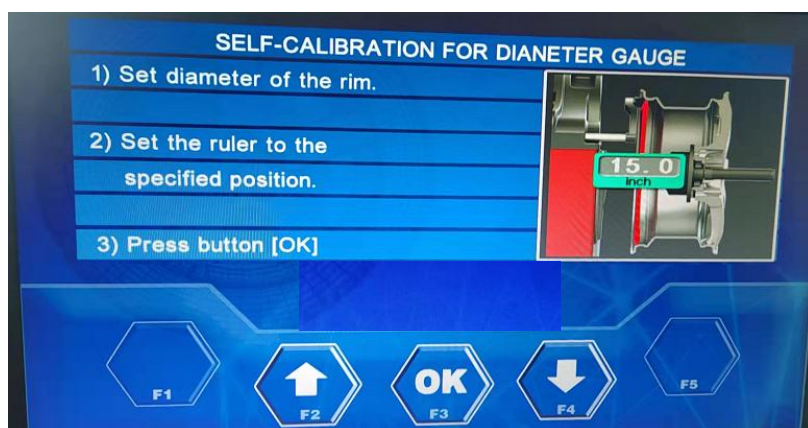 SELF-CALIBRATION FOR DIANETER GAUGE
1) Set diameter of the rim.
2) Set the ruler to the
specified position.
3) Press button [OK]
15.0
inch
F1
F2
OK
F3
F4
F5